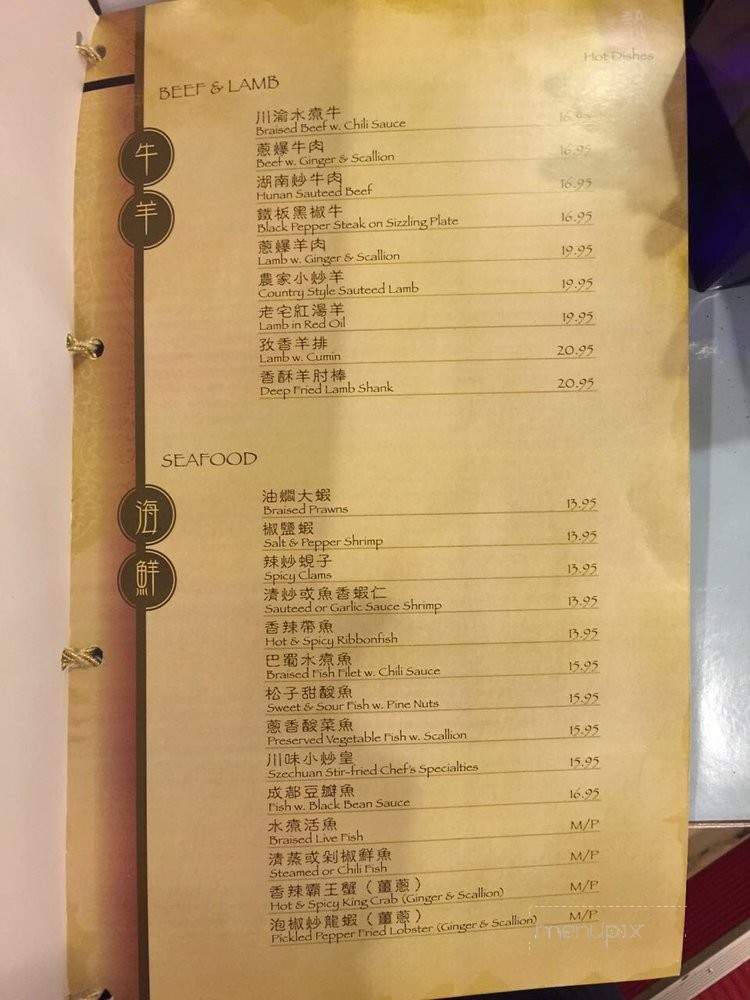 Hot Dishes
BEEF & LAMB
牛
羊
川渝水煮牛 16.95
Braised Beef w. Chili Sauce
蔥爆牛肉 16.95
Beef w. Ginger & Scallion
湖南炒牛肉 16.95
Hunan Sauteed Beef
鐵板黑椒牛 16.95
Black Pepper Steak on Sizzling Plate
蔥爆羊肉 19.95
Lamb w. Ginger & Scallion
農家小炒羊 19.95
Country Style Sauteed Lamb
老宅紅湯羊 19.95
Lamb in Red Oil
孜香羊排 20.95
Lamb w. Cumin
香酥羊肘棒 20.95
Deep Fried Lamb Shank
SEAFOOD
海
鮮
油燜大蝦 13.95
Braised Prawns
椒鹽蝦 13.95
Salt & Pepper Shrimp
辣炒蜆子 13.95
Spicy Clams
清炒或魚香蝦仁 13.95
Sauteed or Garlic Sauce Shrimp
香辣帶魚 13.95
Hot & Spicy Ribbonfish
巴蜀水煮魚 15.95
Braised Fish Filet w. Chili Sauce
松子甜酸魚 15.95
Sweet & Sour Fish w. Pine Nuts
蔥香酸菜魚 15.95
Preserved Vegetable Fish w. Scallion
川味小炒皇 15.95
Szechuan Stir-fried Chef's Specialties
成都豆瓣魚 16.95
Fish w. Black Bean Sauce
水煮活魚 M/P
Braised Live Fish
清蒸或剁椒鮮魚 M/P
Steamed or Chili Fish
香辣霸王蟹（薑蔥） M/P
Hot & Spicy King Crab (Ginger & Scallion)
泡椒炒龍蝦（薑蔥） M/P
Pickled Pepper Fried Lobster (Ginger & Scallion)
menupix